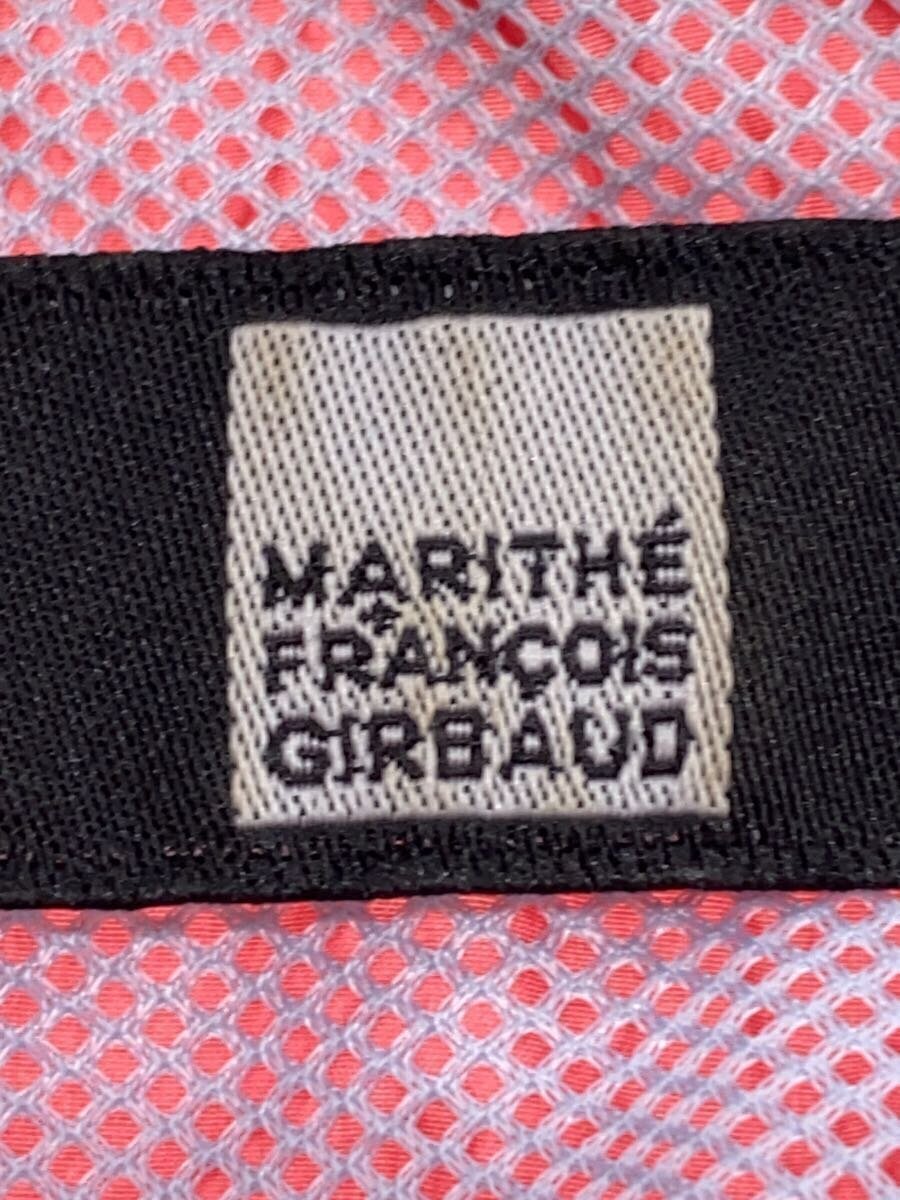 MARITHÉ
+
FRANÇOIS
GIRBAUD